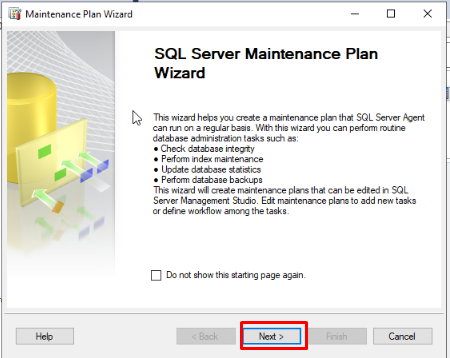 Maintenance Plan Wizard
SQL Server Maintenance Plan
Wizard
This wizard helps you create a maintenance plan that SQL Server Agent
can run on a regular basis. With this wizard you can perform routine
database administration tasks such as:
● Check database integrity
● Perform index maintenance
● Update database statistics
● Perform database backups
This wizard will create maintenance plans that can be edited in SQL
Server Management Studio. Edit maintenance plans to add new tasks
or define workflow among the tasks.
Do not show this starting page again.
Help
< Back
Next >
Finish
Cancel